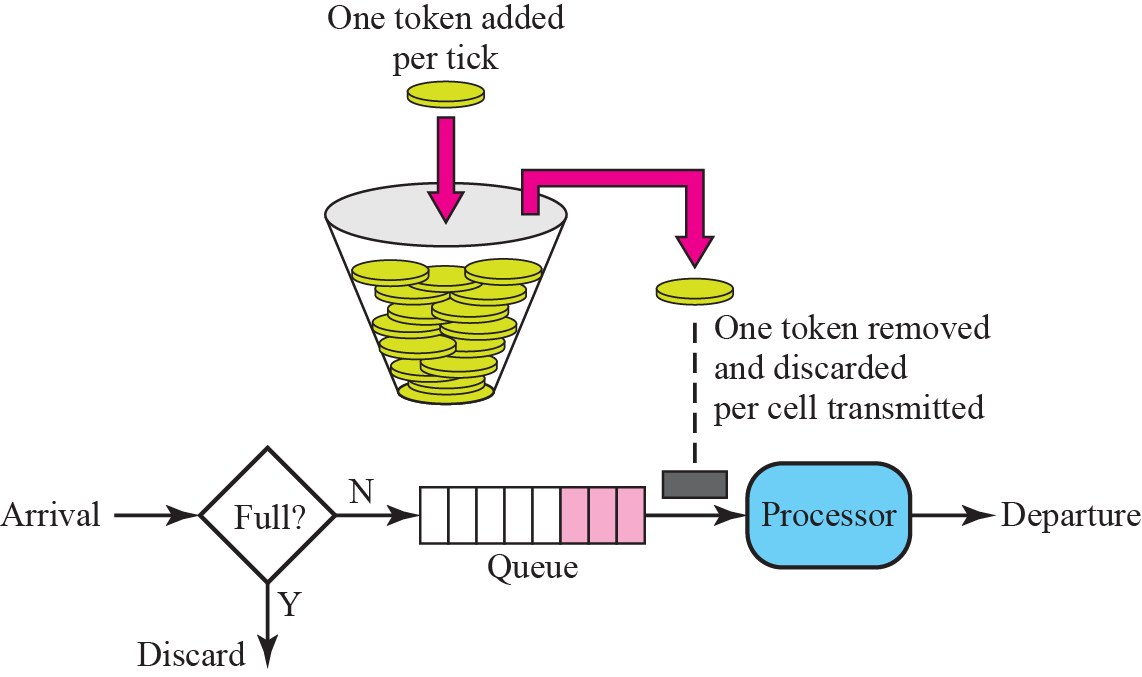 One token added
per tick
One token removed
and discarded
per cell transmitted
Arrival
Full?
N
Y
Discard
Queue
Processor
Departure